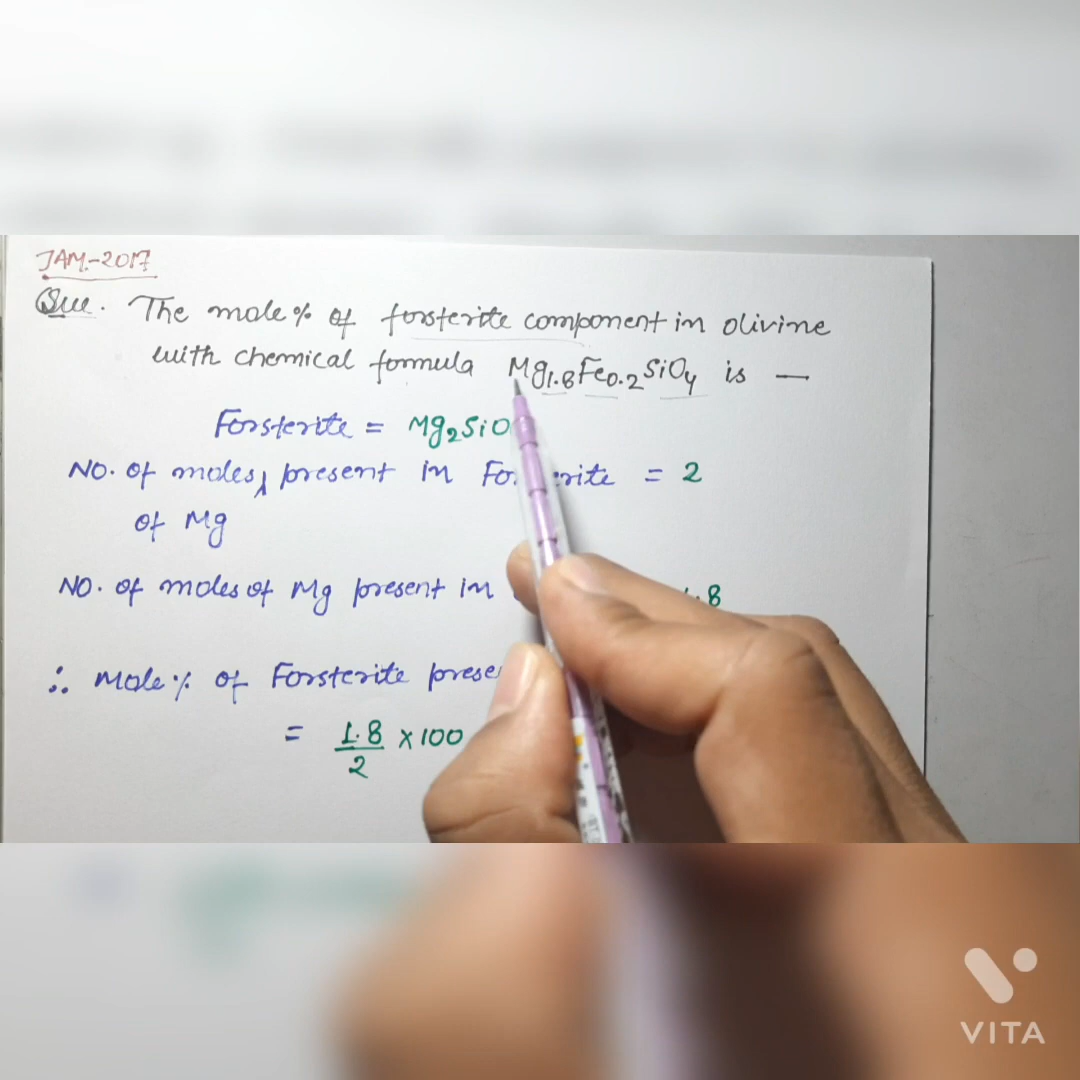 JAM-2017
Que. The mole% of forsterite component in olivine
with chemical formula Mg1.8Fe0.2SiO4 is —
Forsterite = Mg2SiO
No. of moles, present in Fo rite = 2
of Mg
No. of moles of Mg present in .8
∴ Mole% of Forsterite prese
= 1.8/2 × 100
VITA